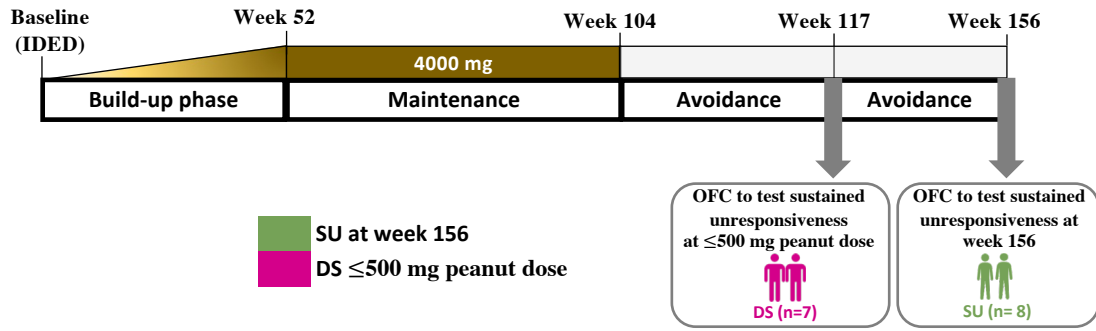 Baseline
(IDED)
Week 52
Week 104
Week 117
Week 156
4000 mg
Build-up phase
Maintenance
Avoidance
Avoidance
OFC to test sustained
unresponsiveness
at ≤500 mg peanut dose
DS (n=7)
OFC to test sustained
unresponsiveness at
week 156
SU (n= 8)
SU at week 156
DS ≤500 mg peanut dose